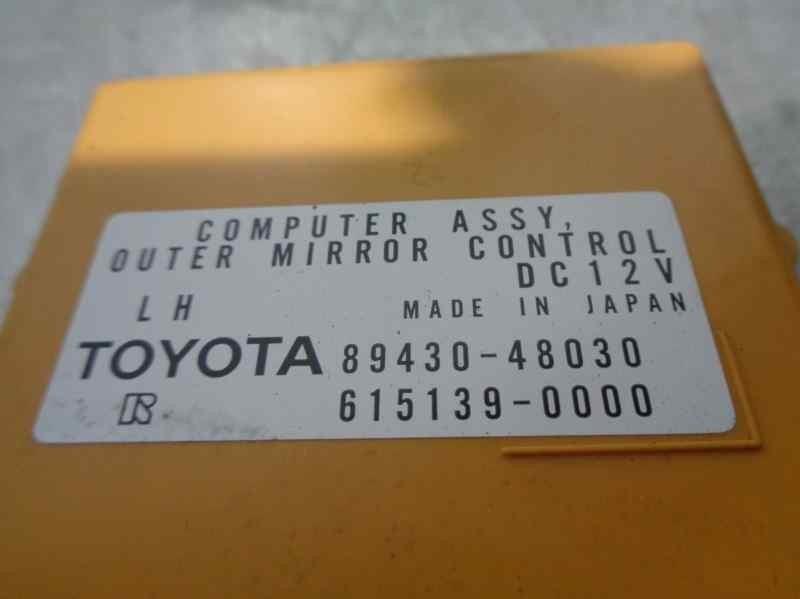 COMPUTER ASSY,
OUTER MIRROR CONTROL
DC12V
LH MADE IN JAPAN
TOYOTA 89430-48030
R 615139-0000